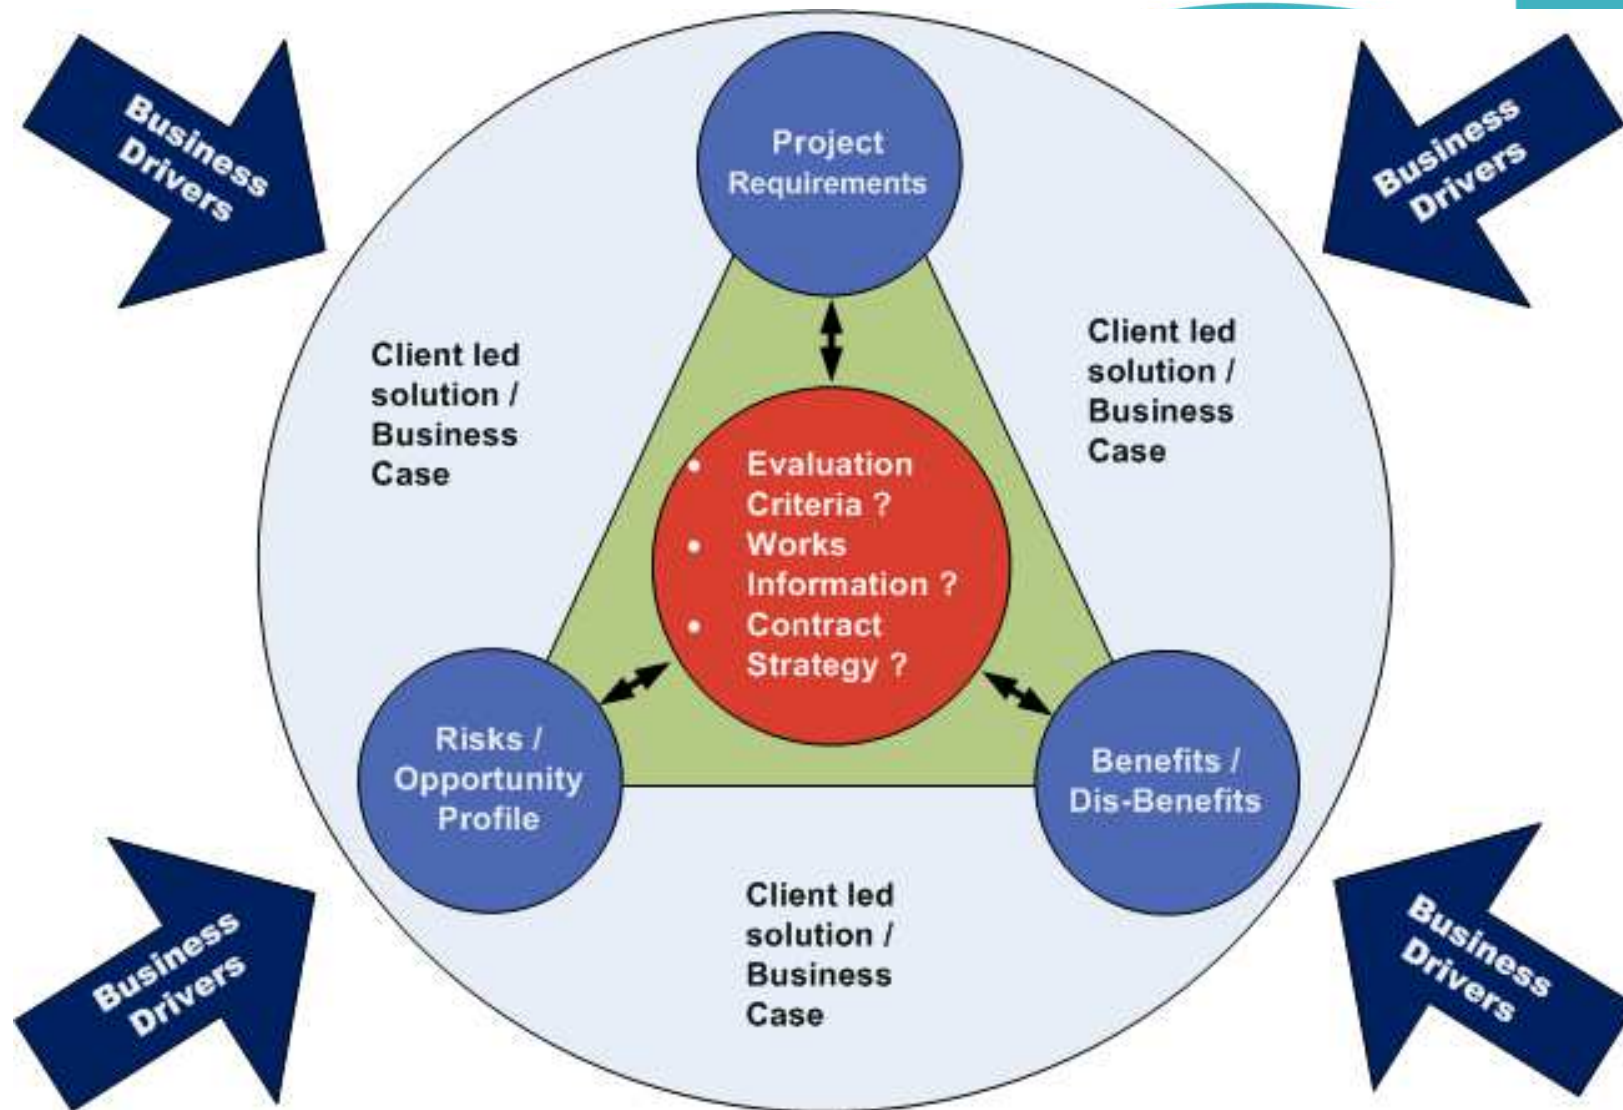 Business
Drivers
Business
Drivers
Project
Requirements
Client led
solution /
Business
Case
Client led
solution /
Business
Case
• Evaluation
Criteria ?
• Works
Information ?
• Contract
Strategy ?
Risks /
Opportunity
Profile
Benefits /
Dis-Benefits
Client led
solution /
Business
Case
Business
Drivers
Business
Drivers